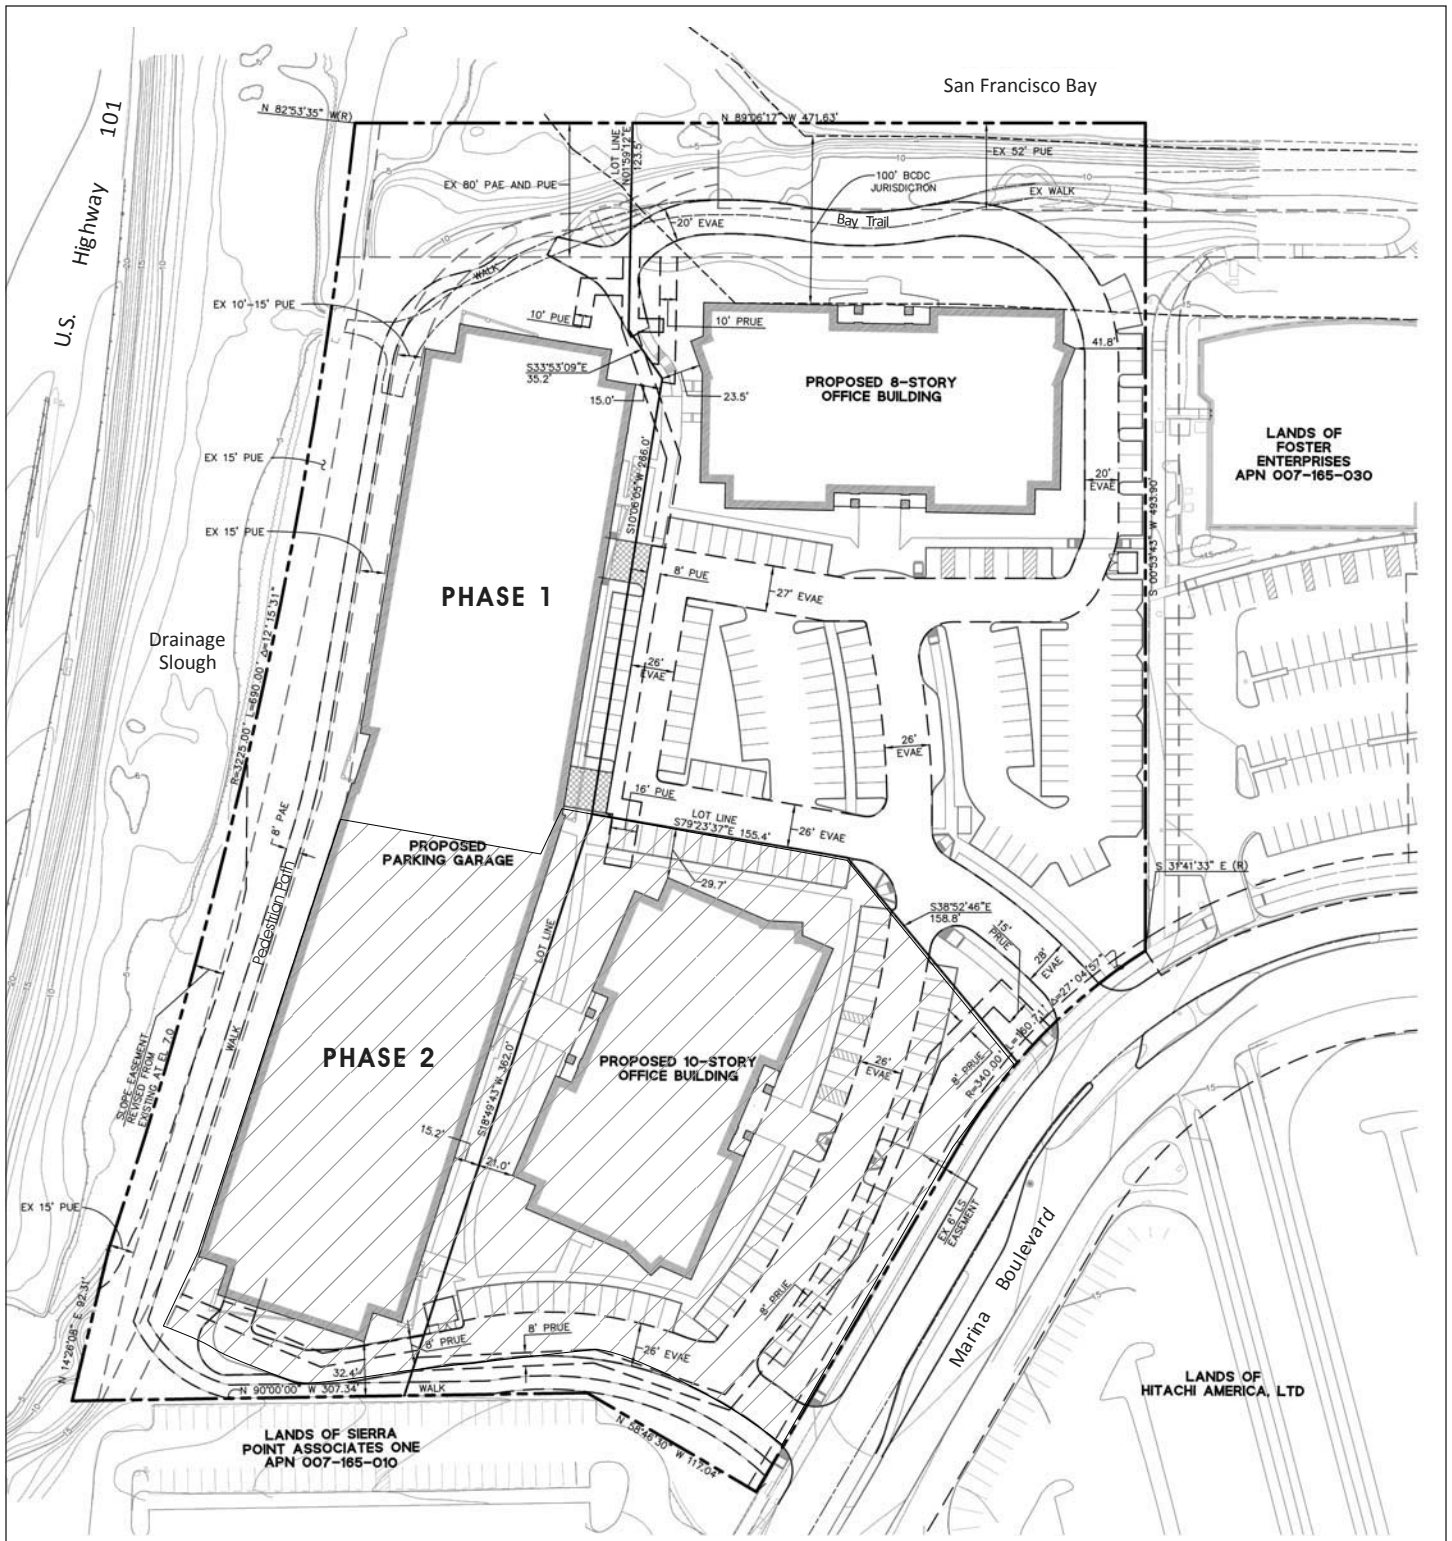 San Francisco Bay
N 82°53'35" W(R)
N 89°06'17" W 471.63'
U.S. Highway 101
LOT LINE
N01°59'12"E
123.5'
EX 52' PUE
EX 80' PAE AND PUE
100' BCDC
JURISDICTION
EX WALK
20' EVAE
Bay Trail
WALK
EX 10'-15' PUE
10' PUE
10' PRUE
41.8'
S33°53'09"E
35.2'
15.0'
23.5'
PROPOSED 8-STORY
OFFICE BUILDING
LANDS OF
FOSTER
ENTERPRISES
APN 007-165-030
EX 15' PUE
S10°06'05"W 266.0'
20'
EVAE
S 00°53'43" W 493.90'
EX 15' PUE
8' PUE
27' EVAE
PHASE 1
Drainage
Slough
26'
EVAE
R=3225.00' L=690.00' Δ=12°15'31"
26'
EVAE
16' PUE
LOT LINE
S79°23'37"E 155.4'
26' EVAE
8' PAE
PROPOSED
PARKING GARAGE
29.7'
S 31°41'33" E (R)
Pedestrian Path
S38°52'46"E
158.8'
15'
PRUE
28'
EVAE
LOT LINE
R=340.00' L=160.71' Δ=27°04'57"
SLOPE EASEMENT
REVISED FROM
EXISTING AT EL 7.0
WALK
PHASE 2
PROPOSED 10-STORY
OFFICE BUILDING
26'
EVAE
8' PRUE
S18°49'43"W 362.0'
15.2'
21.0'
EX 15' PUE
EX 6' LS
EASEMENT
Marina Boulevard
N 14°26'08" E 92.31'
8' PRUE
8' PRUE
8' PRUE
26' EVAE
32.4'
N 90°00'00" W 307.34'
WALK
N 58°46'30" W 117.04'
LANDS OF
HITACHI AMERICA, LTD
LANDS OF SIERRA
POINT ASSOCIATES ONE
APN 007-165-010